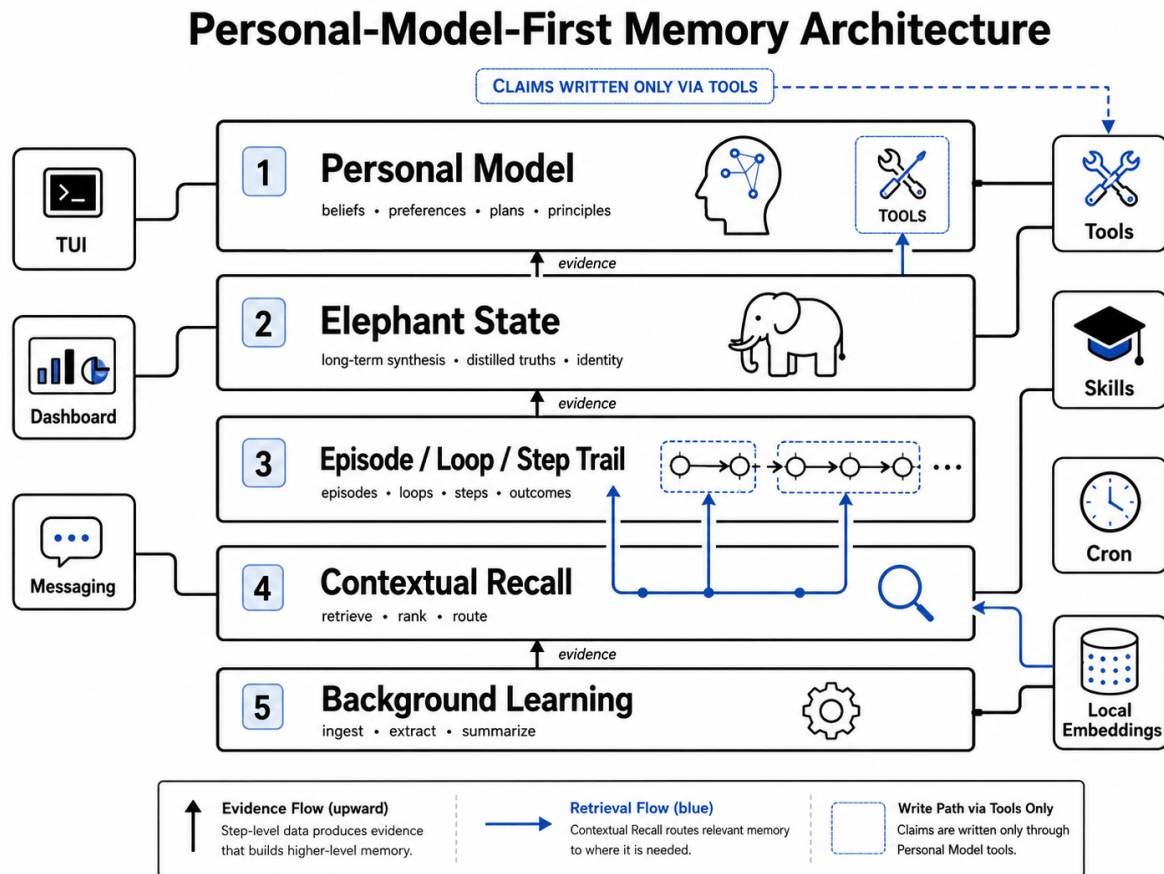 Personal-Model-First Memory Architecture
CLAIMS WRITTEN ONLY VIA TOOLS
1
Personal Model
beliefs • preferences • plans • principles
TOOLS
>_
TUI
Tools
evidence
2
Elephant State
long-term synthesis • distilled truths • identity
Dashboard
Skills
evidence
3
Episode / Loop / Step Trail
episodes • loops • steps • outcomes
...
Messaging
Cron
4
Contextual Recall
retrieve • rank • route
evidence
5
Background Learning
ingest • extract • summarize
Local
Embeddings
Evidence Flow (upward)
Step-level data produces evidence
that builds higher-level memory.
Retrieval Flow (blue)
Contextual Recall routes relevant memory
to where it is needed.
Write Path via Tools Only
Claims are written only through
Personal Model tools.